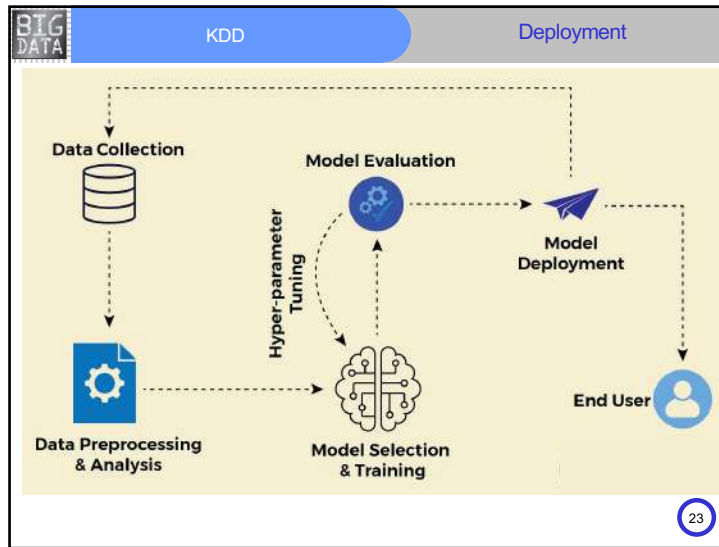 BIG
DATA
KDD
Deployment
Data Collection
Model Evaluation
Hyper-parameter
Tuning
Model
Deployment
End User
Data Preprocessing
& Analysis
Model Selection
& Training
23